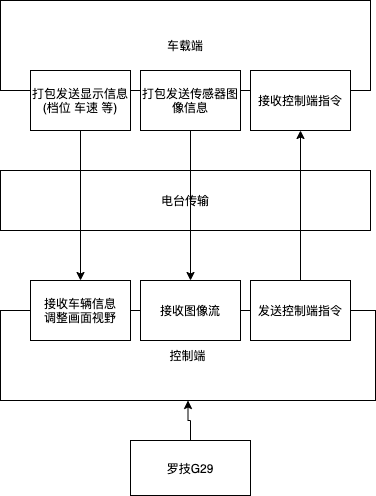 车载端
打包发送显示信息
(档位 车速 等)
打包发送传感器图
像信息
接收控制端指令
电台传输
接收车辆信息
调整画面视野
接收图像流
发送控制端指令
控制端
罗技G29